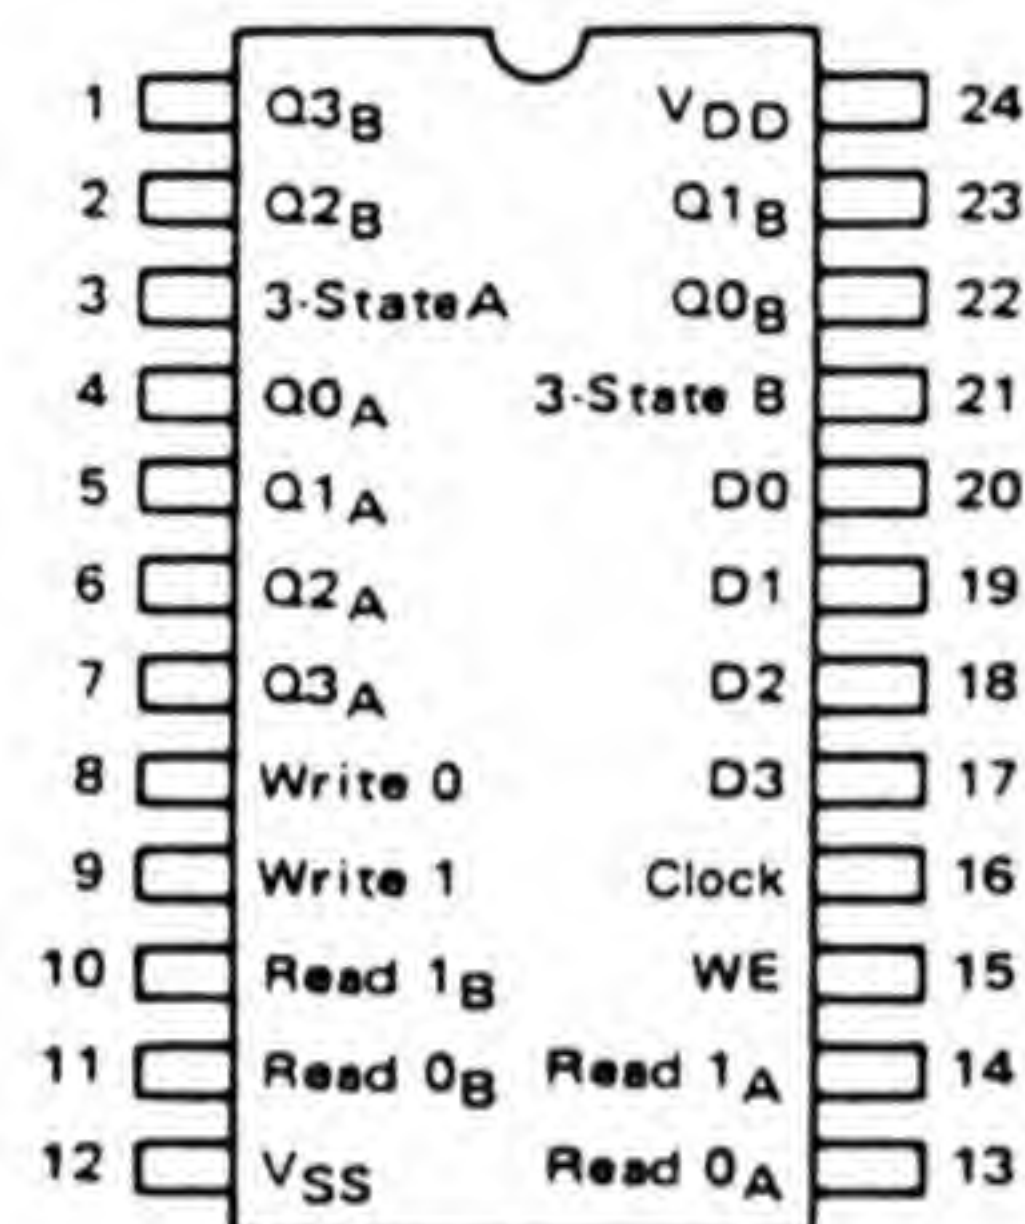 1 Q3B VDD 24
2 Q2B Q1B 23
3 3-State A Q0B 22
4 Q0A 3-State B 21
5 Q1A D0 20
6 Q2A D1 19
7 Q3A D2 18
8 Write 0 D3 17
9 Write 1 Clock 16
10 Read 1B WE 15
11 Read 0B Read 1A 14
12 VSS Read 0A 13